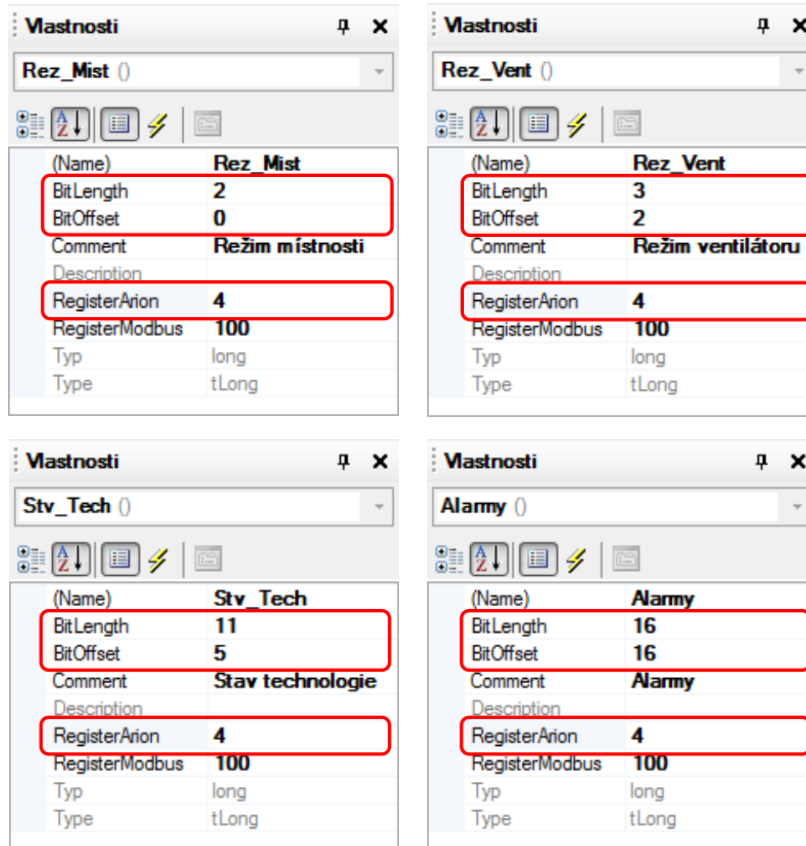 Vlastnosti
Rez_Mist ()
(Name) Rez_Mist
BitLength 2
BitOffset 0
Comment Režim místnosti
Description
RegisterArion 4
RegisterModbus 100
Typ long
Type tLong
Vlastnosti
Rez_Vent ()
(Name) Rez_Vent
BitLength 3
BitOffset 2
Comment Režim ventilátoru
Description
RegisterArion 4
RegisterModbus 100
Typ long
Type tLong
Vlastnosti
Stv_Tech ()
(Name) Stv_Tech
BitLength 11
BitOffset 5
Comment Stav technologie
Description
RegisterArion 4
RegisterModbus 100
Typ long
Type tLong
Vlastnosti
Alarmy ()
(Name) Alarmy
BitLength 16
BitOffset 16
Comment Alarmy
Description
RegisterArion 4
RegisterModbus 100
Typ long
Type tLong